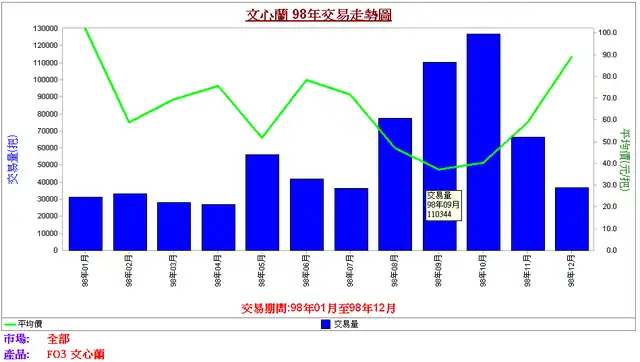 文心蘭 98年交易走勢圖
130000
120000
110000
100000
90000
80000
70000
60000
50000
40000
30000
20000
10000
0
交易量(把)
100.0
90.0
80.0
70.0
60.0
50.0
40.0
30.0
20.0
10.0
0.0
平均價(元/把)
交易量
98年09月
110344
98年01月
98年02月
98年03月
98年04月
98年05月
98年06月
98年07月
98年08月
98年09月
98年10月
98年11月
98年12月
交易期間:98年01月至98年12月
平均價
交易量
市場: 全部
產品: FO3 文心蘭